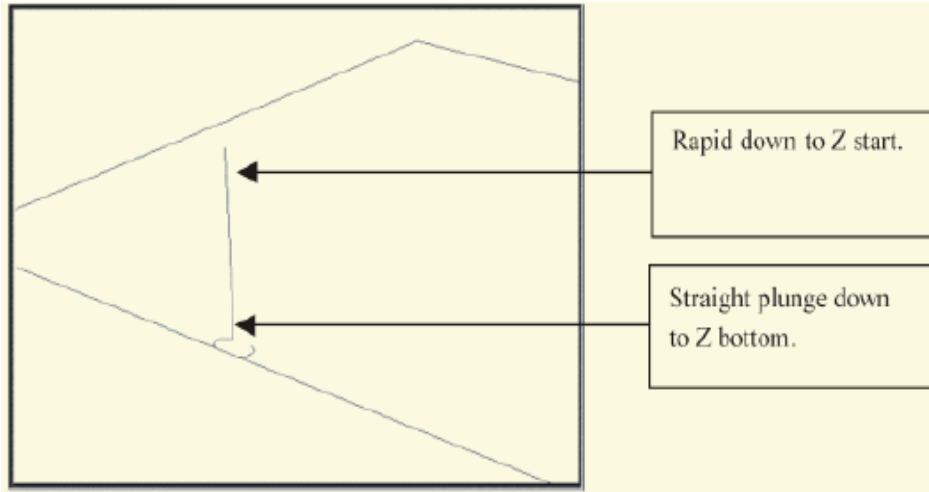 Rapid down to Z start.
Straight plunge down
to Z bottom.